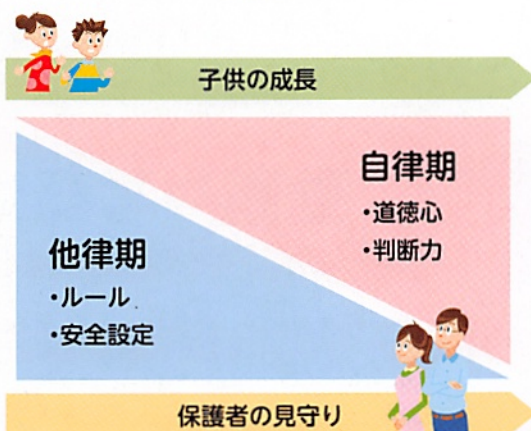 子供の成長
自律期
・道徳心
・判断力
他律期
・ルール
・安全設定
保護者の見守り